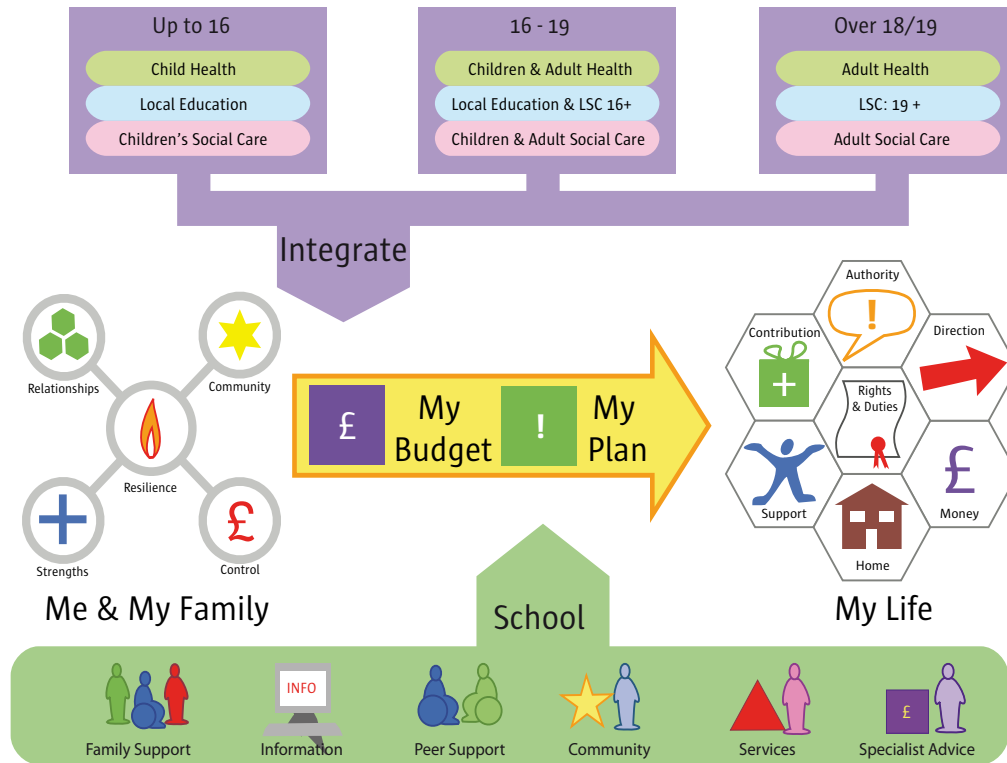 Up to 16
Child Health
Local Education
Children's Social Care
16 - 19
Children & Adult Health
Local Education & LSC 16+
Children & Adult Social Care
Over 18/19
Adult Health
LSC: 19 +
Adult Social Care
Integrate
Relationships
Community
Resilience
Strengths
£
Control
Me & My Family
£
My
Budget
!
My
Plan
Authority
!
Contribution
+
Direction
Rights
& Duties
Support
£
Money
Home
My Life
School
Family Support
INFO
Information
Peer Support
Community
Services
£
Specialist Advice